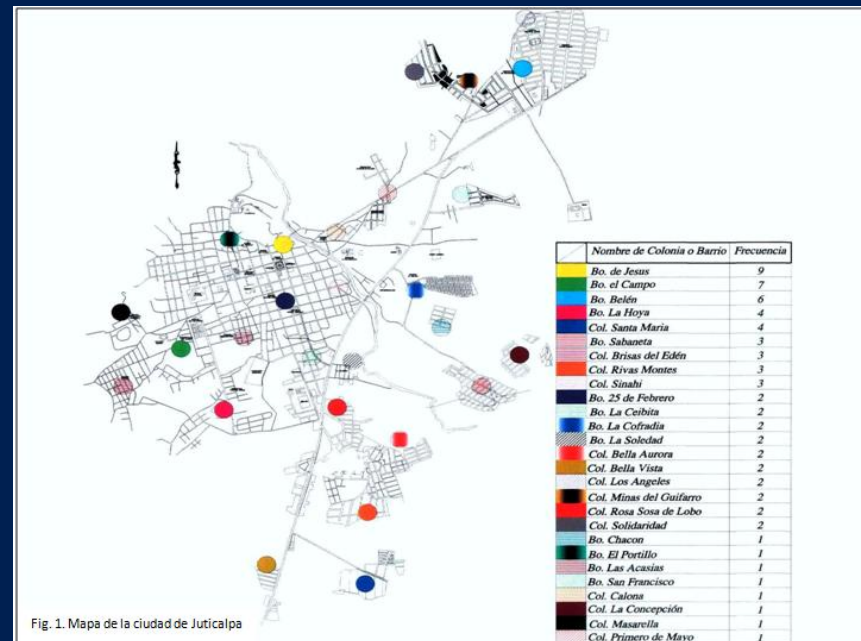 Nombre de Colonia o Barrio Frecuencia
Bo. de Jesus 9
Bo. el Campo 7
Bo. Belén 6
Bo. La Hoya 4
Col. Santa Maria 4
Bo. Sabaneta 3
Col. Brisas del Edén 3
Col. Rivas Montes 3
Col. Sinahi 3
Bo. 25 de Febrero 2
Bo. La Ceibita 2
Bo. La Cofradia 2
Bo. La Soledad 2
Col. Bella Aurora 2
Col. Bella Vista 2
Col. Los Angeles 2
Col. Minas del Guifarro 2
Col. Rosa Sosa de Lobo 2
Col. Solidaridad 2
Bo. Chacon 1
Bo. El Portillo 1
Bo. Las Acasias 1
Bo. San Francisco 1
Col. Calona 1
Col. La Concepción 1
Col. Masarella 1
Col. Primero de Mayo 1
Fig. 1. Mapa de la ciudad de Juticalpa